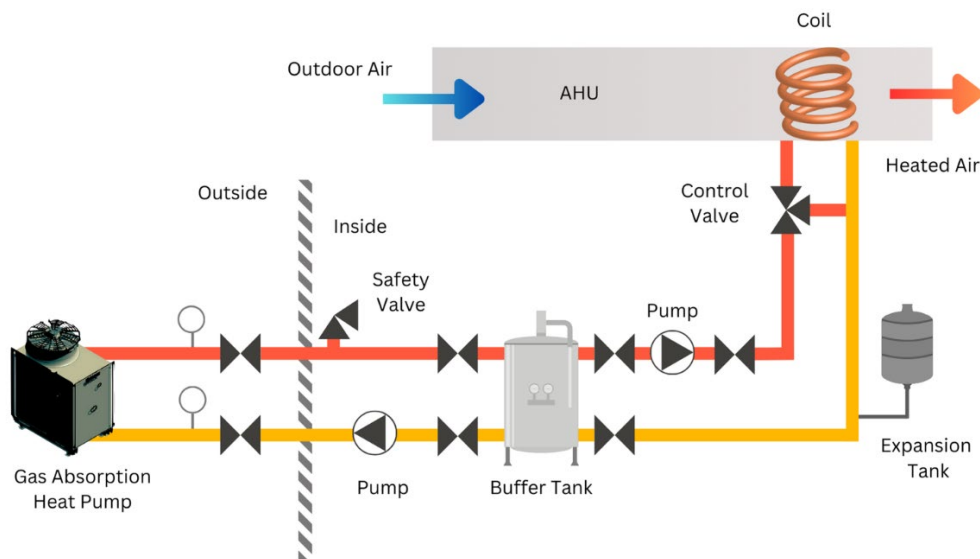 Coil
Outdoor Air
AHU
Heated Air
Control
Valve
Outside
Inside
Safety
Valve
Pump
Gas Absorption
Heat Pump
Pump
Buffer Tank
Expansion
Tank